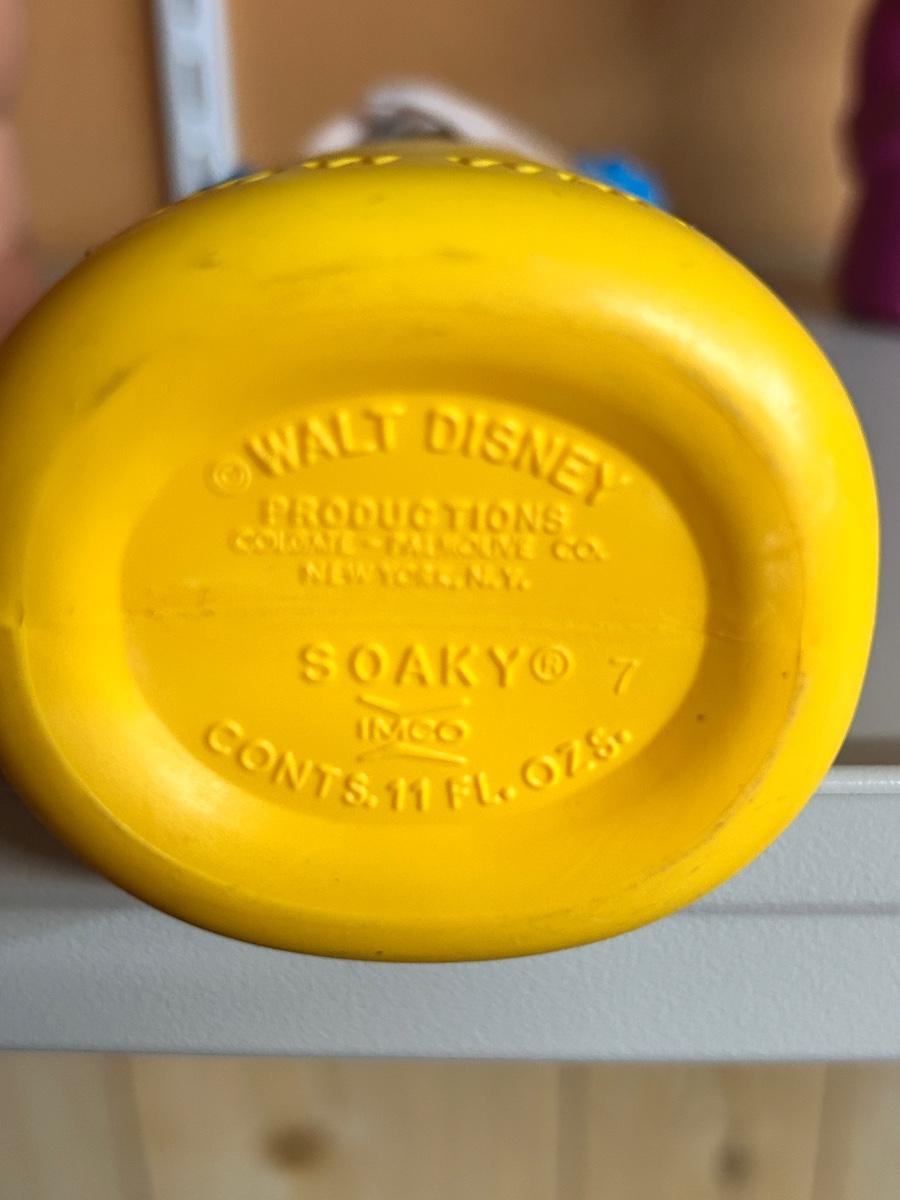 © WALT DISNEY
PRODUCTIONS
COLGATE-PALMOLIVE CO.
NEW YORK, N.Y.
SOAKY® 7
IMCO
CONTS. 11 FL. OZS.